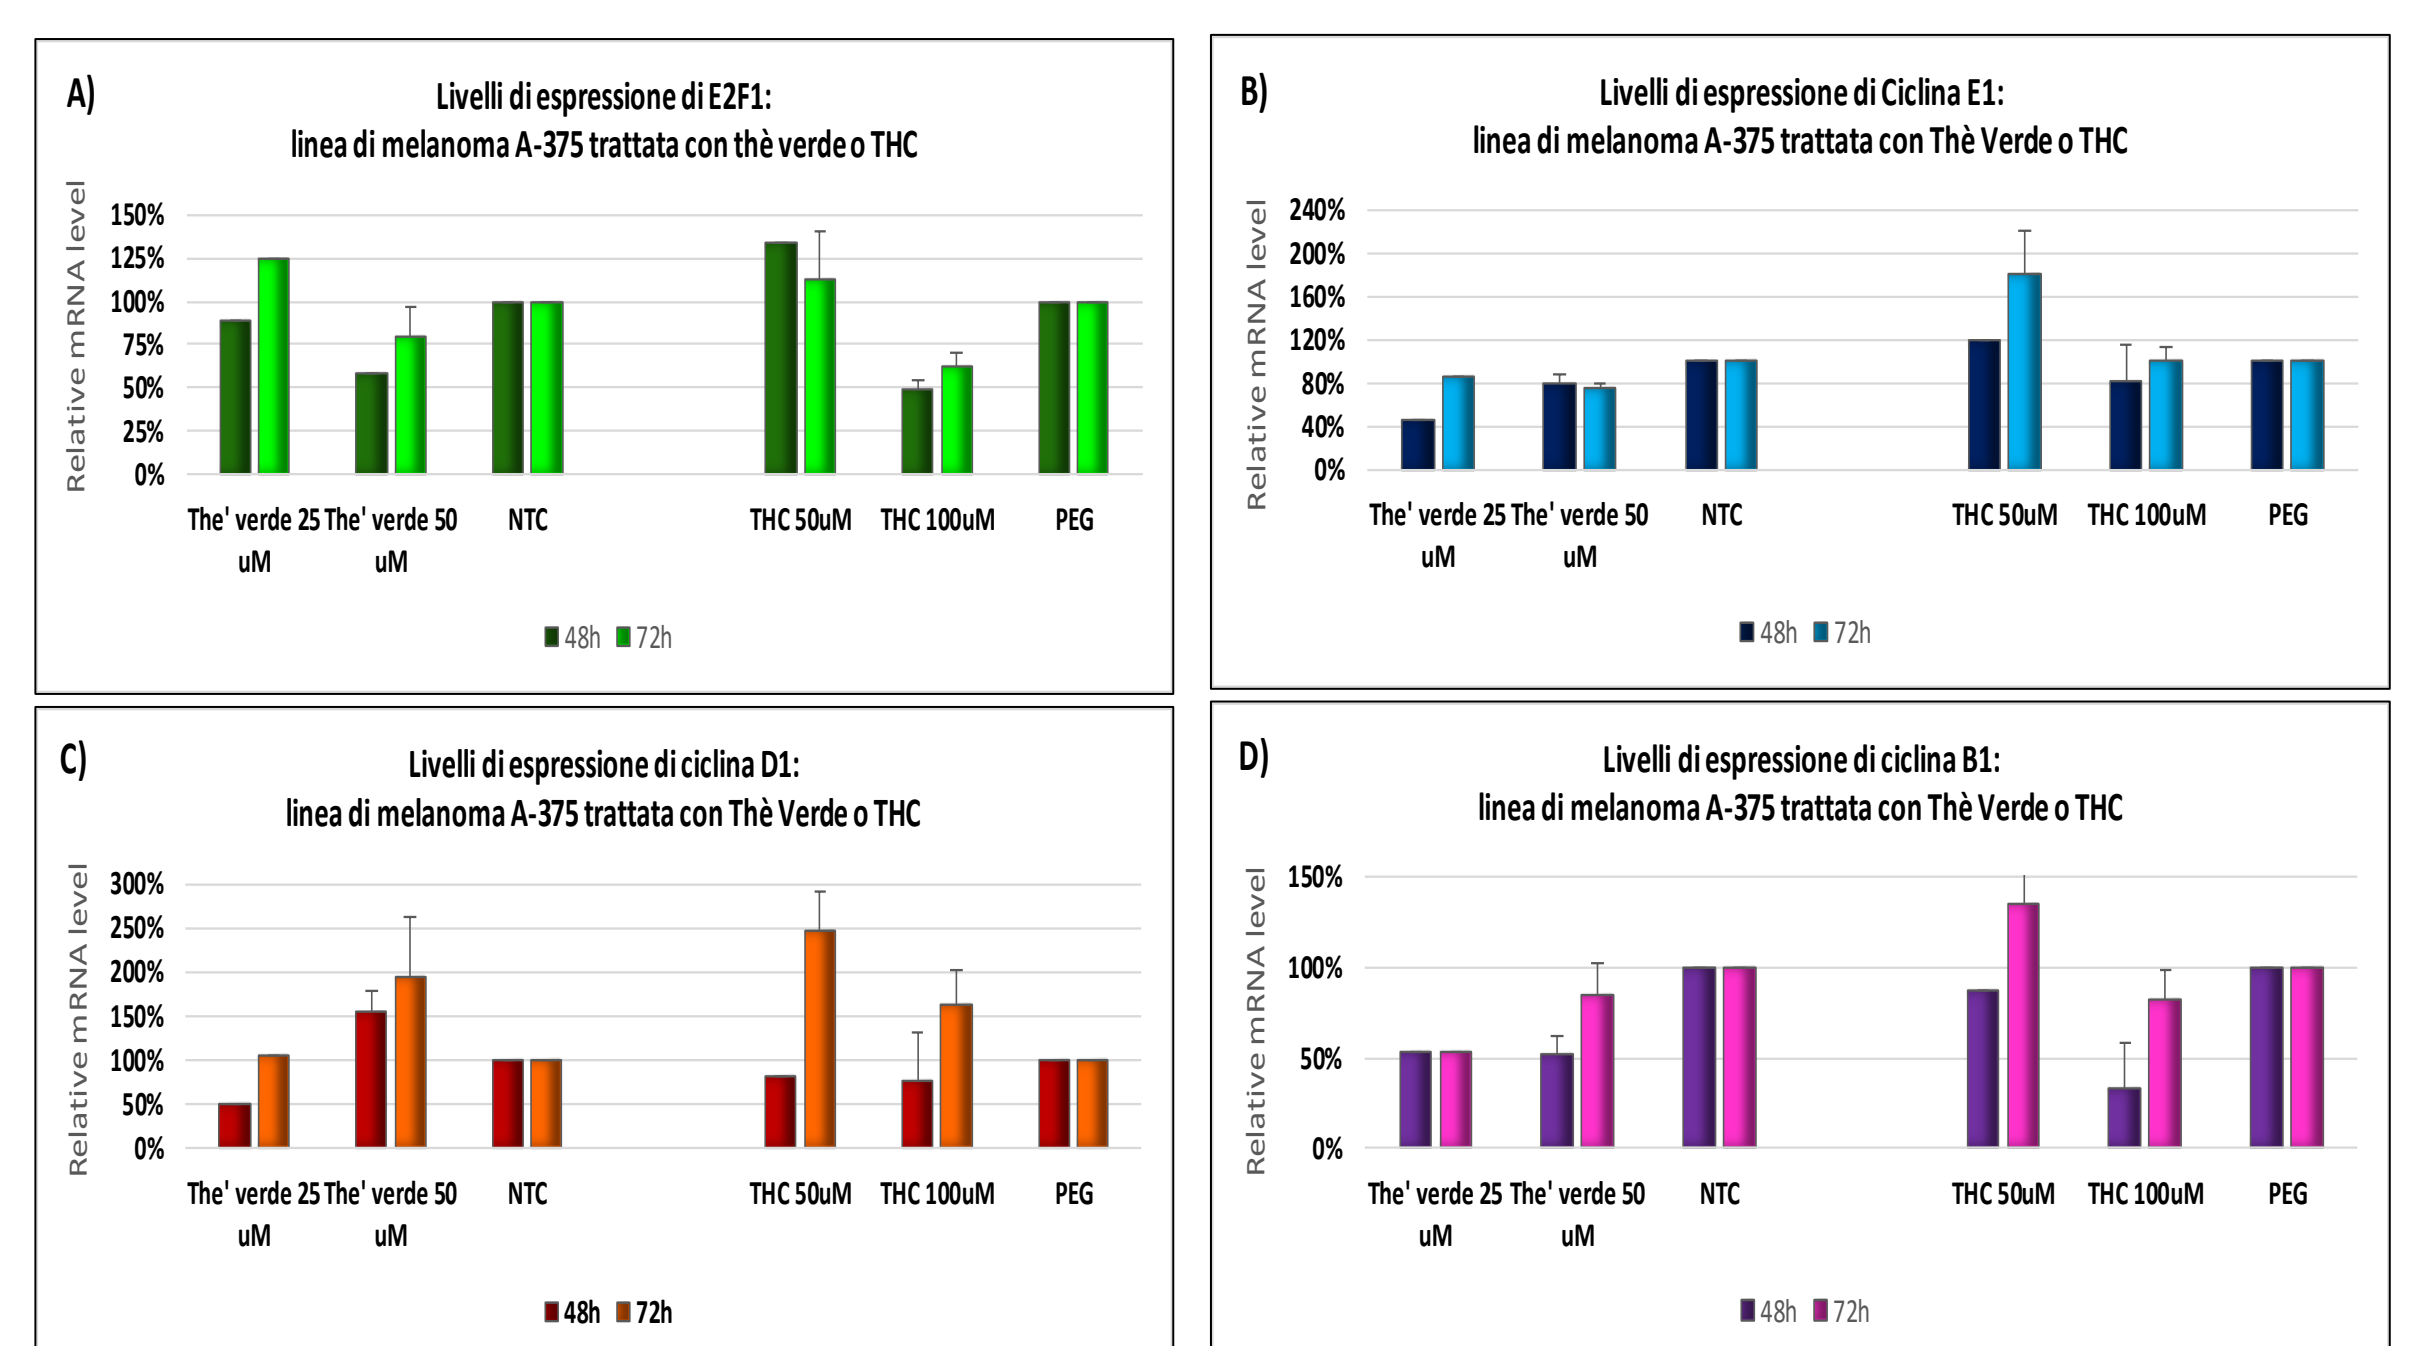 A)
Livelli di espressione di E2F1:
linea di melanoma A-375 trattata con thè verde o THC
Relative mRNA level
150%
125%
100%
75%
50%
25%
0%
The' verde 25 uM
The' verde 50 uM
NTC
THC 50uM
THC 100uM
PEG
48h 72h
B)
Livelli di espressione di Ciclina E1:
linea di melanoma A-375 trattata con Thè Verde o THC
Relative mRNA level
240%
200%
160%
120%
80%
40%
0%
The' verde 25 uM
The' verde 50 uM
NTC
THC 50uM
THC 100uM
PEG
48h 72h
C)
Livelli di espressione di ciclina D1:
linea di melanoma A-375 trattata con Thè Verde o THC
Relative mRNA level
300%
250%
200%
150%
100%
50%
0%
The' verde 25 uM
The' verde 50 uM
NTC
THC 50uM
THC 100uM
PEG
48h 72h
D)
Livelli di espressione di ciclina B1:
linea di melanoma A-375 trattata con Thè Verde o THC
Relative mRNA level
150%
100%
50%
0%
The' verde 25 uM
The' verde 50 uM
NTC
THC 50uM
THC 100uM
PEG
48h 72h